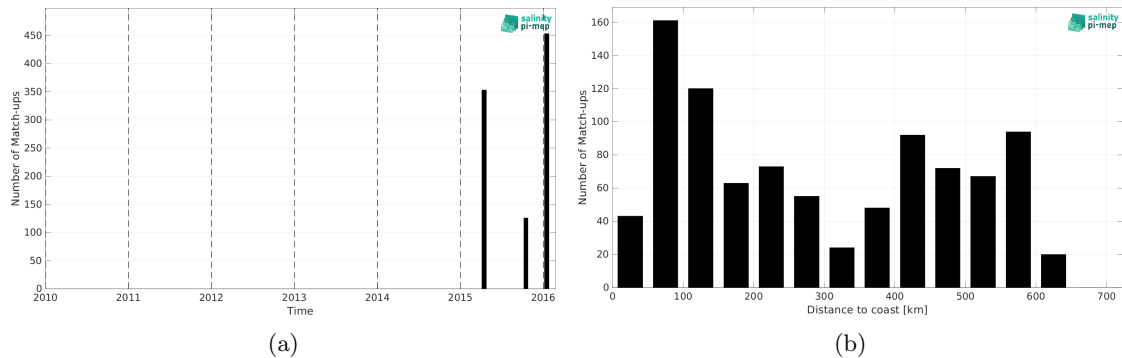 salinity
pi-mep
450
400
350
300
250
200
150
100
50
0
Number of Match-ups
2010 2011 2012 2013 2014 2015 2016
Time
(a)
salinity
pi-mep
160
140
120
100
80
60
40
20
0
Number of Match-ups
0 100 200 300 400 500 600 700
Distance to coast [km]
(b)